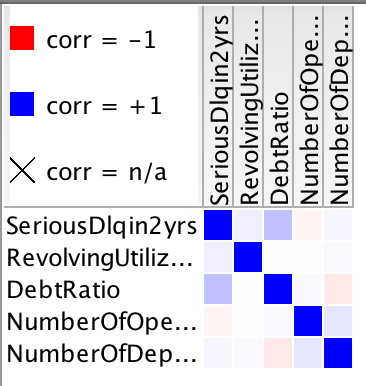 corr = -1
corr = +1
corr = n/a
SeriousDlqin2yrs
RevolvingUtiliz...
DebtRatio
NumberOfOpe...
NumberOfDep...
SeriousDlqin2yrs
RevolvingUtiliz...
DebtRatio
NumberOfOpe...
NumberOfDep...